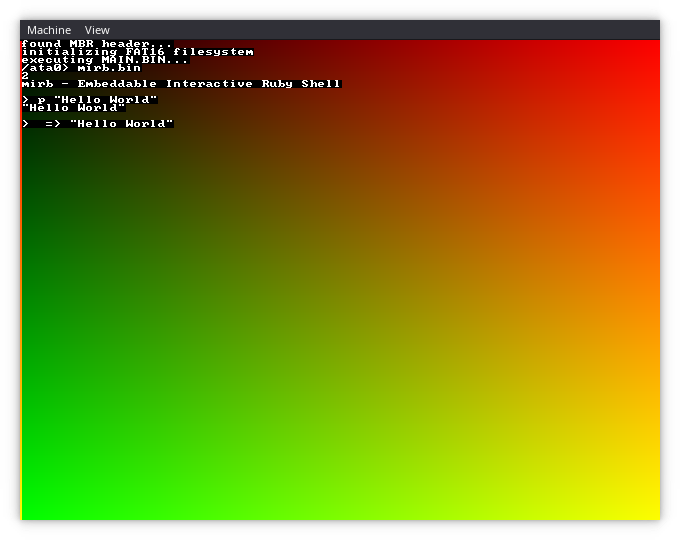 Machine View
found MBR header...
initializing FAT16 filesystem
executing MAIN.BIN...
/ata0> mirb.bin
2
mirb - Embeddable Interactive Ruby Shell
> p "Hello World"
"Hello World"
>  => "Hello World"